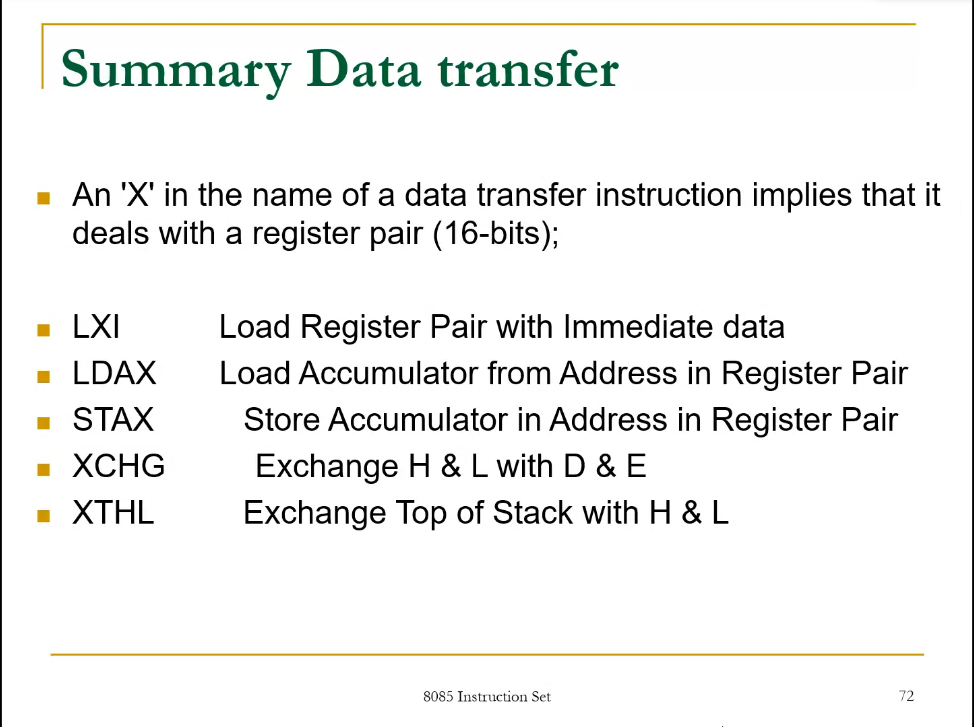 Summary Data transfer
An 'X' in the name of a data transfer instruction implies that it
deals with a register pair (16-bits);
LXI Load Register Pair with Immediate data
LDAX Load Accumulator from Address in Register Pair
STAX Store Accumulator in Address in Register Pair
XCHG Exchange H & L with D & E
XTHL Exchange Top of Stack with H & L
8085 Instruction Set 72